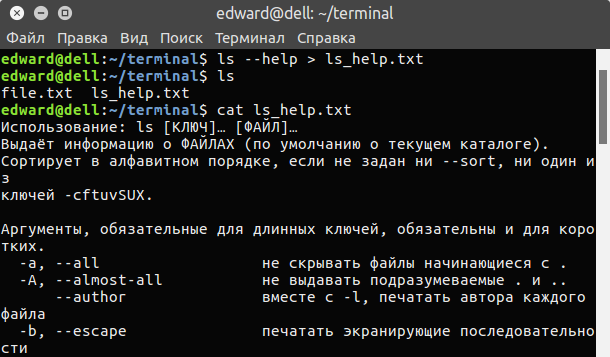 edward@dell: ~/terminal
Файл Правка Вид Поиск Терминал Справка
edward@dell:~/terminal$ ls --help > ls_help.txt
edward@dell:~/terminal$ ls
file.txt  ls_help.txt
edward@dell:~/terminal$ cat ls_help.txt
Использование: ls [КЛЮЧ]… [ФАЙЛ]…
Выдаёт информацию о ФАЙЛАХ (по умолчанию о текущем каталоге).
Сортирует в алфавитном порядке, если не задан ни --sort, ни один и
з
ключей -cftuvSUX.

Аргументы, обязательные для длинных ключей, обязательны и для коро
тких.
  -a, --all                  не скрывать файлы начинающиеся с .
  -A, --almost-all           не выдавать подразумеваемые . и ..
      --author               вместе с -l, печатать автора каждого
файла
  -b, --escape               печатать экранирующие последовательно
сти